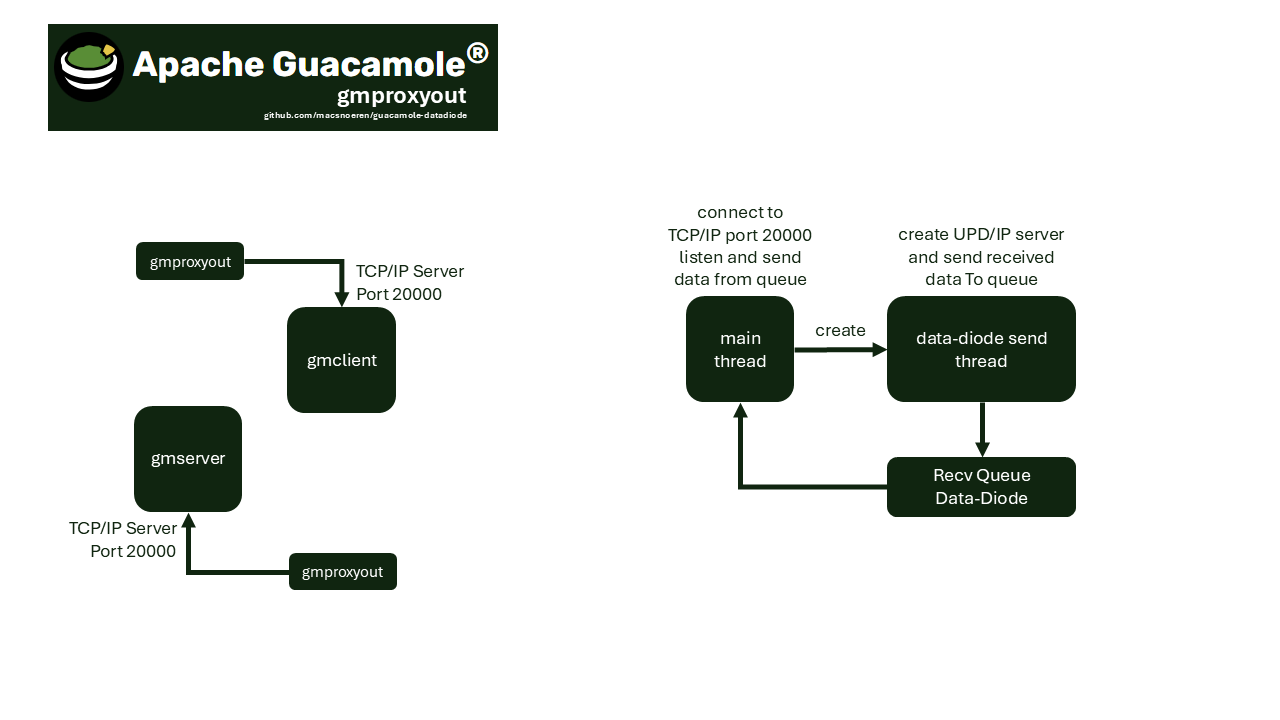 Apache Guacamole®
gmproxyout
github.com/macsnoeren/guacamole-datadiode
gmproxyout
TCP/IP Server
Port 20000
gmclient
gmserver
TCP/IP Server
Port 20000
gmproxyout
connect to
TCP/IP port 20000
listen and send
data from queue
create UPD/IP server
and send received
data To queue
main
thread
create
data-diode send
thread
Recv Queue
Data-Diode